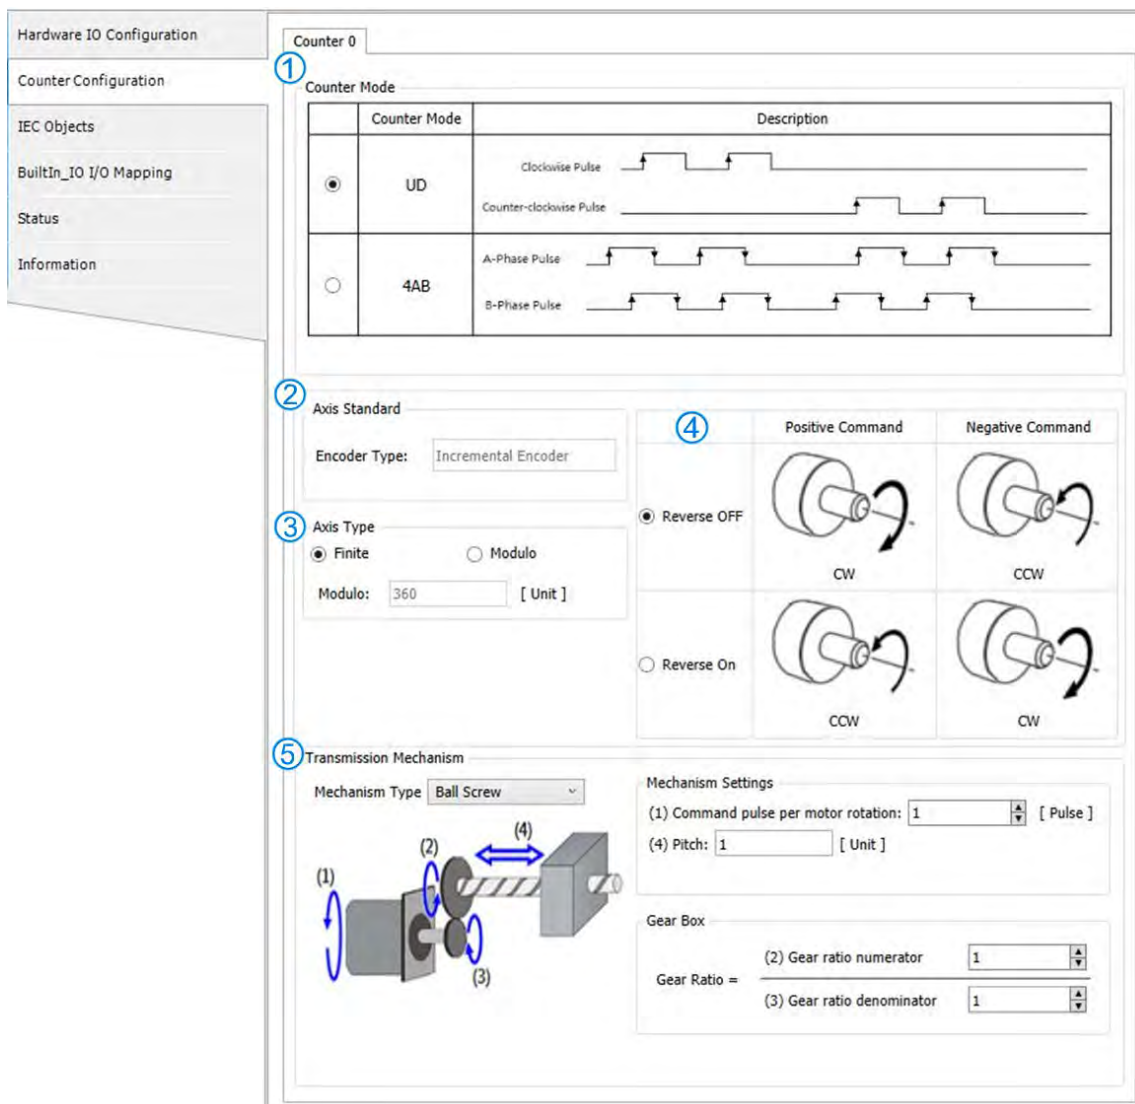 Hardware IO Configuration
Counter Configuration
IEC Objects
BuiltIn_IO I/O Mapping
Status
Information
Counter 0
1
Counter Mode
Counter Mode Description
UD
Clockwise Pulse
Counter-clockwise Pulse
4AB
A-Phase Pulse
B-Phase Pulse
2
Axis Standard
Encoder Type: Incremental Encoder
3
Axis Type
Finite Modulo
Modulo: 360 [ Unit ]
4 Positive Command Negative Command
Reverse OFF
CW CCW
Reverse On
CCW CW
5
Transmission Mechanism
Mechanism Type Ball Screw
(1)
(2)
(4)
(3)
Mechanism Settings
(1) Command pulse per motor rotation: 1 [ Pulse ]
(4) Pitch: 1 [ Unit ]
Gear Box
Gear Ratio =
(2) Gear ratio numerator 1
(3) Gear ratio denominator 1